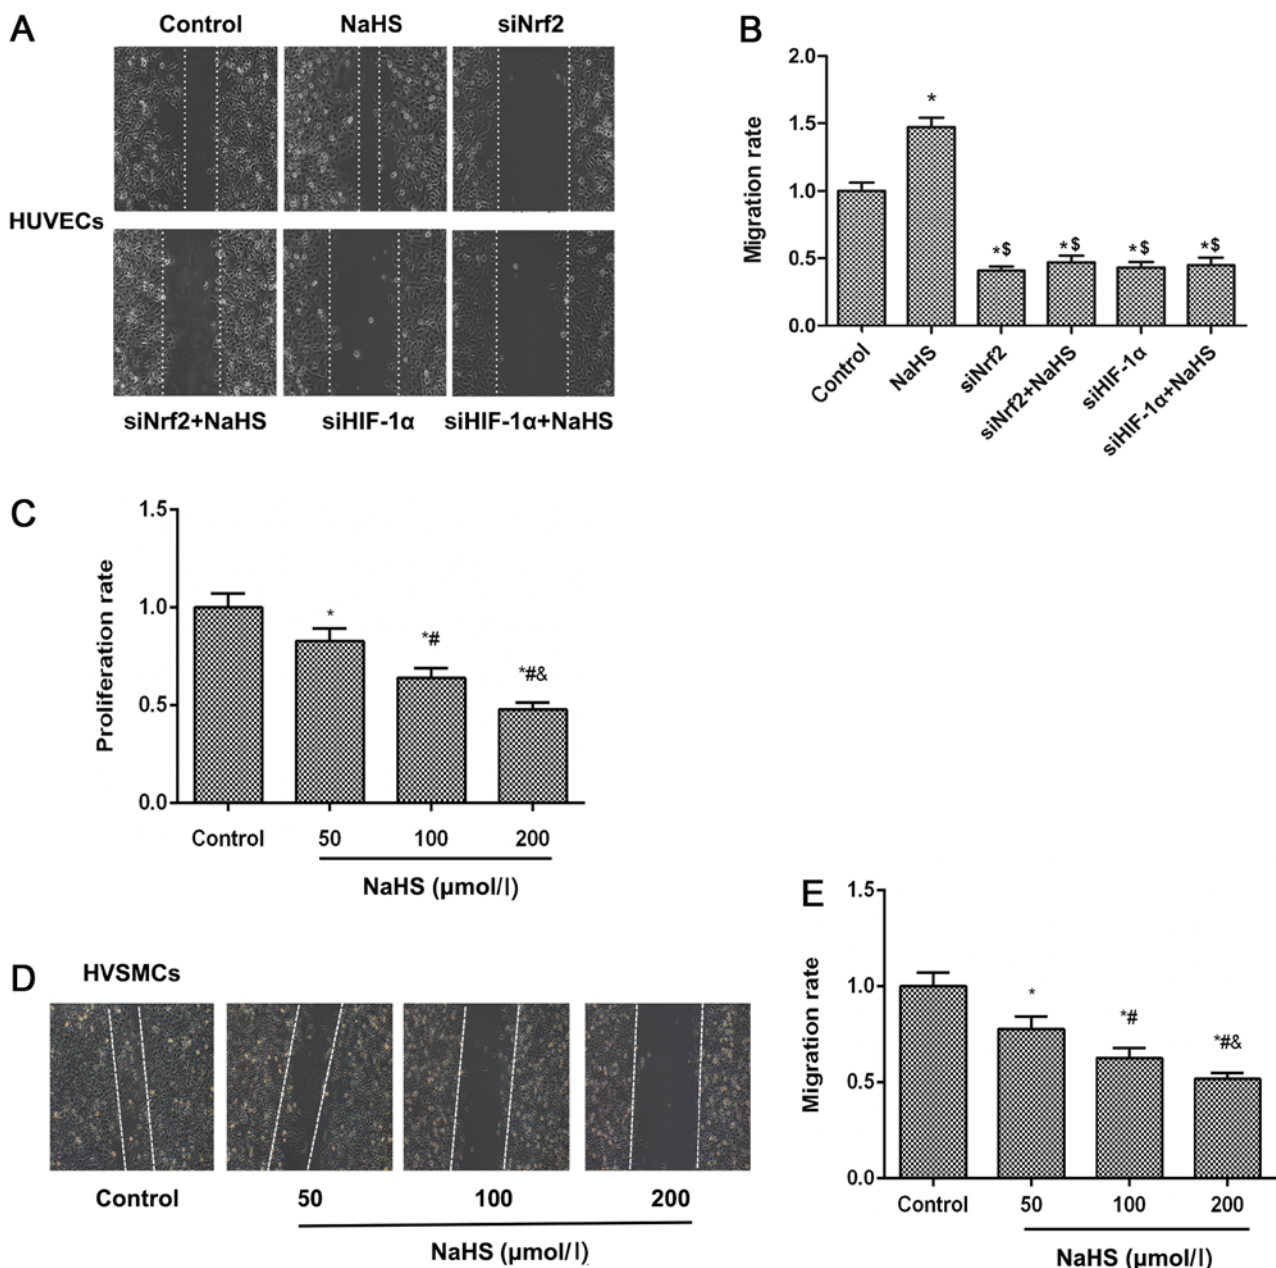 A
Control NaHS siNrf2
HUVECs
siNrf2+NaHS siHIF-1α siHIF-1α+NaHS
B
Migration rate
2.0
1.5
1.0
0.5
0.0
*
*$ *$ *$ *$
Control NaHS siNrf2 siNrf2+NaHS siHIF-1α siHIF-1α+NaHS
C
Proliferation rate
1.5
1.0
0.5
0.0
* *# *#&
Control 50 100 200
NaHS (μmol/l)
D
HVSMCs
Control 50 100 200
NaHS (μmol/l)
E
Migration rate
1.5
1.0
0.5
0.0
* *# *#&
Control 50 100 200
NaHS (μmol/l)